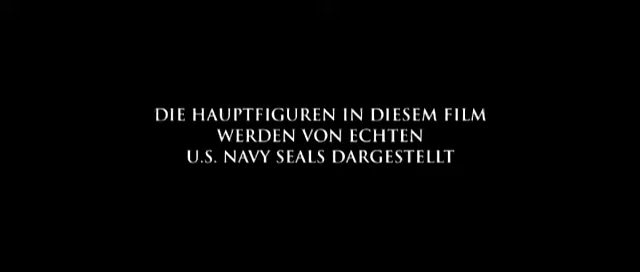 DIE HAUPTFIGUREN IN DIESEM FILM
WERDEN VON ECHTEN
U.S. NAVY SEALS DARGESTELLT